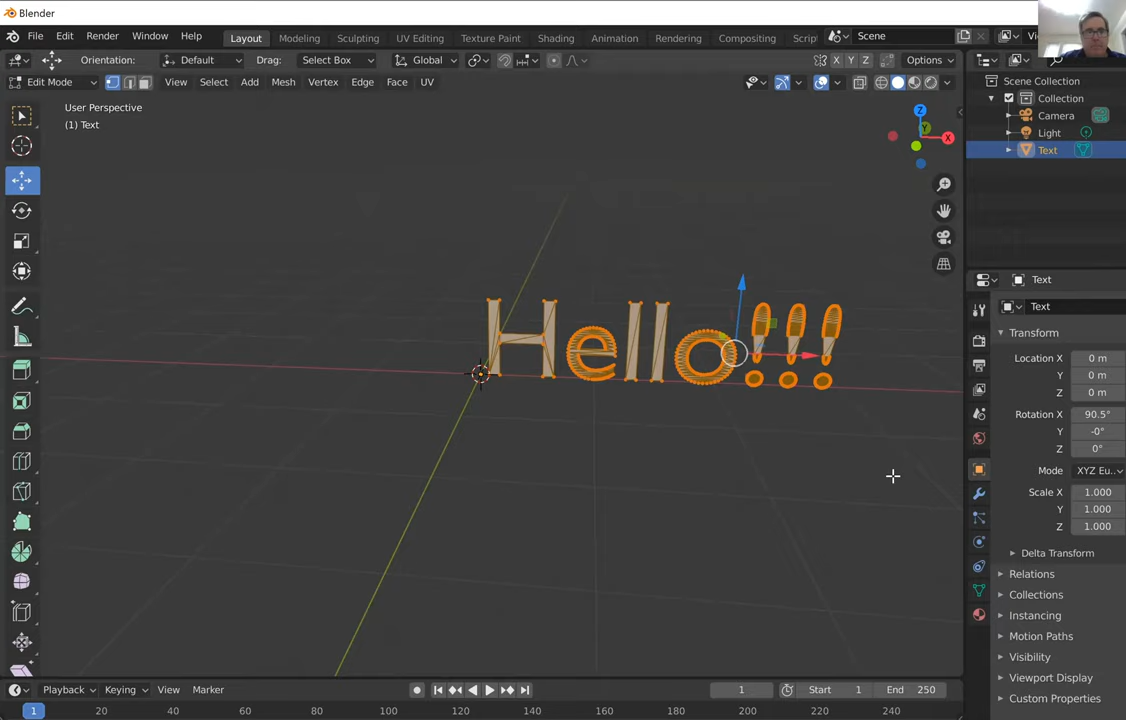 Blender
File Edit Render Window Help Layout Modeling Sculpting UV Editing Texture Paint Shading Animation Rendering Compositing Scene
Orientation: Default Drag: Select Box Global X Y Z Options
Edit Mode View Select Add Mesh Vertex Edge Face UV
User Perspective
(1) Text
Z
Y
X
Hello!!!
Scene Collection
Collection
Camera
Light
Text
Text
Text
Transform
Location X 0 m
Y 0 m
Z 0 m
Rotation X 90.5°
Y -0°
Z 0°
Mode XYZ Eu..
Scale X 1.000
Y 1.000
Z 1.000
Delta Transform
Relations
Collections
Instancing
Motion Paths
Visibility
Viewport Display
Custom Properties
Playback Keying View Marker 1 Start 1 End 250
1 20 40 60 80 100 120 140 160 180 200 220 240